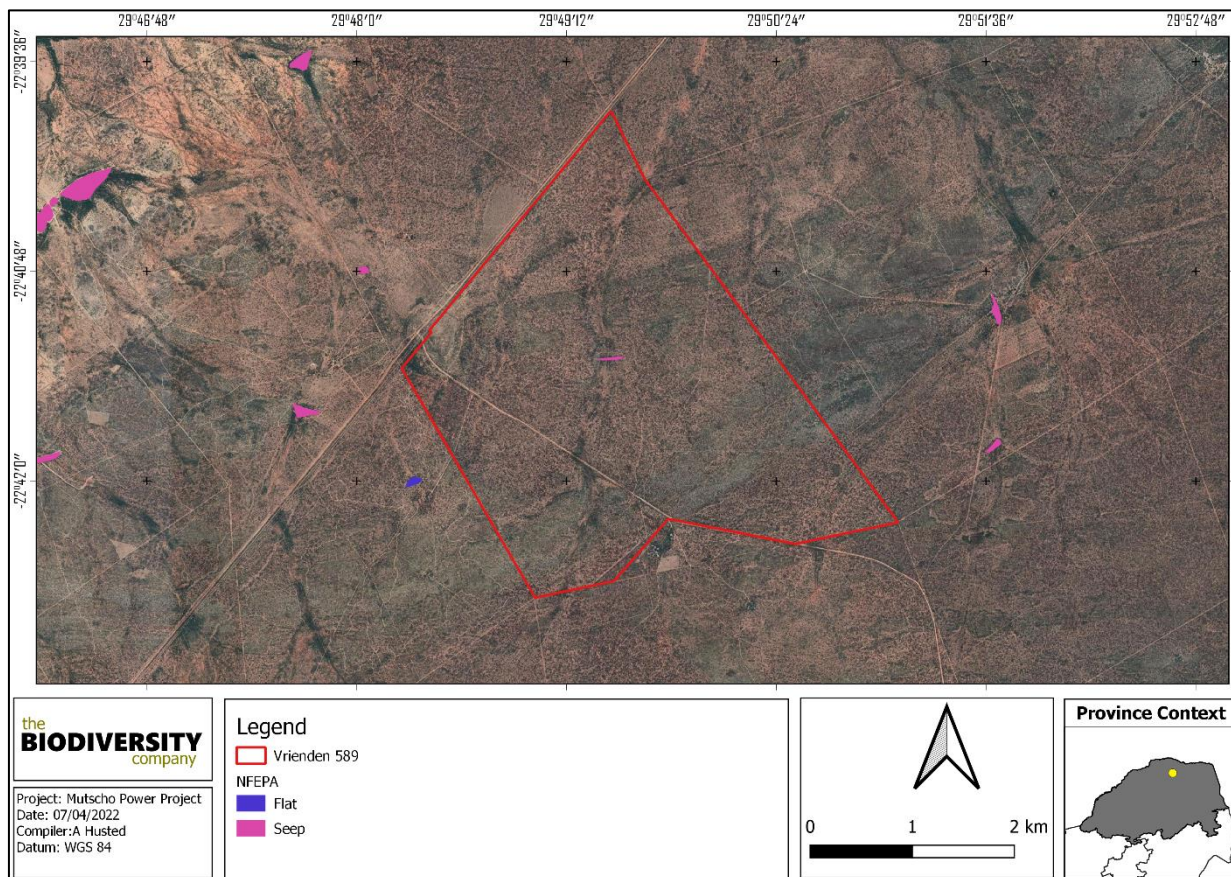 29°46′48″ 29°48′0″ 29°49′12″ 29°50′24″ 29°51′36″ 29°52′48″
-22°39′36″
-22°40′48″
-22°42′0″
the
BIODIVERSITY
company
Project: Mutscho Power Project
Date: 07/04/2022
Compiler:A Husted
Datum: WGS 84
Legend
Vrienden 589
NFEPA
Flat
Seep
0 1 2 km
Province Context